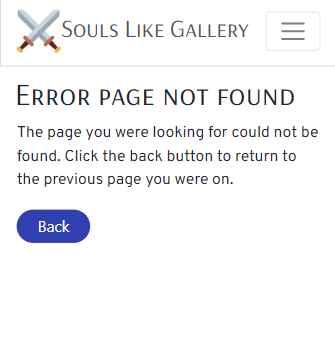 Souls Like Gallery
Error page not found
The page you were looking for could not be
found. Click the back button to return to
the previous page you were on.
Back